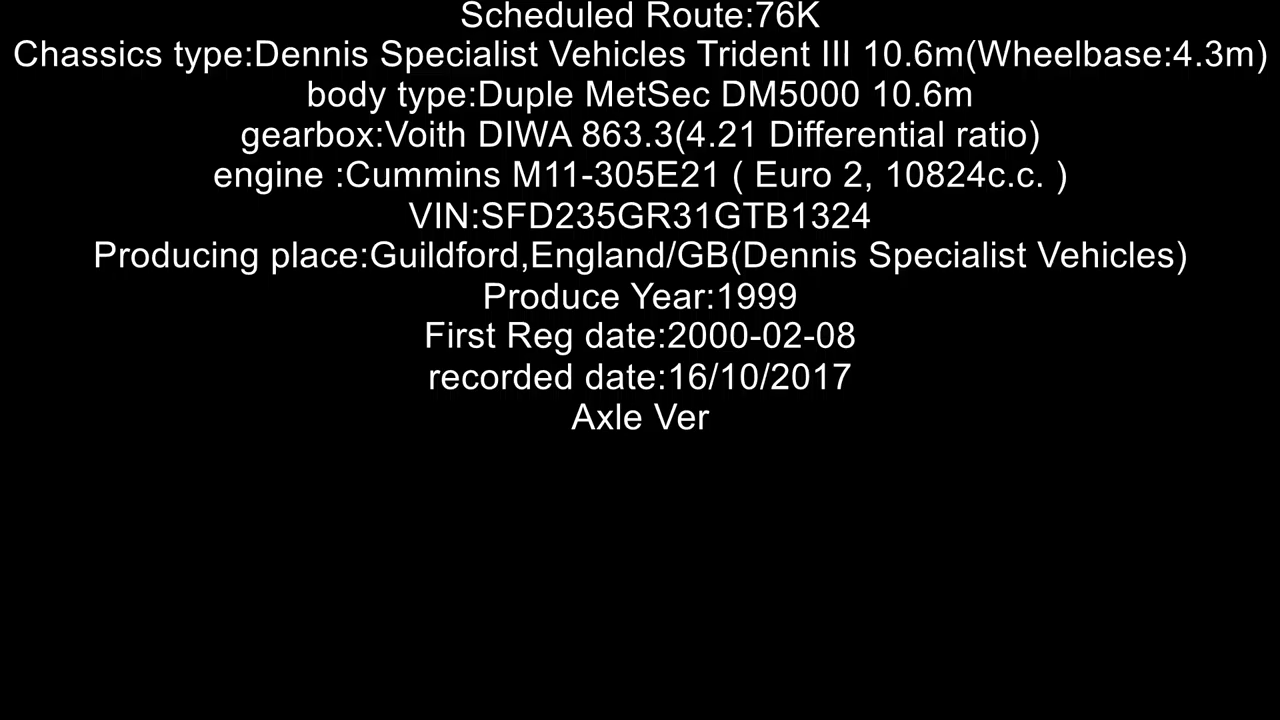 Scheduled Route:76K
Chassics type:Dennis Specialist Vehicles Trident III 10.6m(Wheelbase:4.3m)
body type:Duple MetSec DM5000 10.6m
gearbox:Voith DIWA 863.3(4.21 Differential ratio)
engine :Cummins M11-305E21 ( Euro 2, 10824c.c. )
VIN:SFD235GR31GTB1324
Producing place:Guildford,England/GB(Dennis Specialist Vehicles)
Produce Year:1999
First Reg date:2000-02-08
recorded date:16/10/2017
Axle Ver